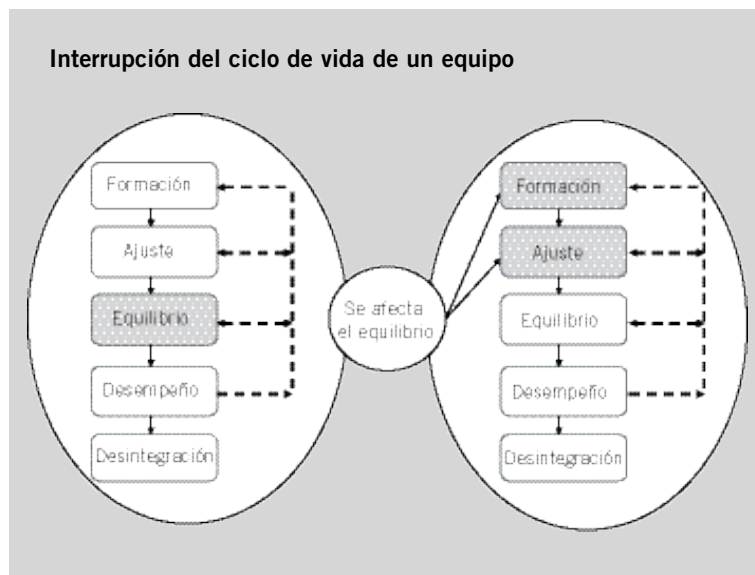 Interrupción del ciclo de vida de un equipo
Formación
Ajuste
Equilibrio
Desempeño
Desintegración
Se afecta
el equilibrio
Formación
Ajuste
Equilibrio
Desempeño
Desintegración